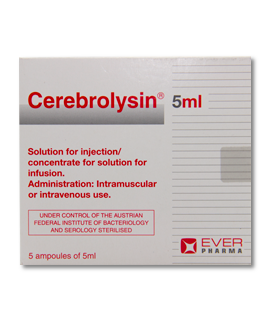 Cerebrolysin® 5ml
Solution for injection/
concentrate for solution for
infusion.
Administration: Intramuscular
or intravenous use.
UNDER CONTROL OF THE AUSTRIAN
FEDERAL INSTITUTE OF BACTERIOLOGY
AND SEROLOGY STERILISED
5 ampoules of 5ml
EVER
PHARMA